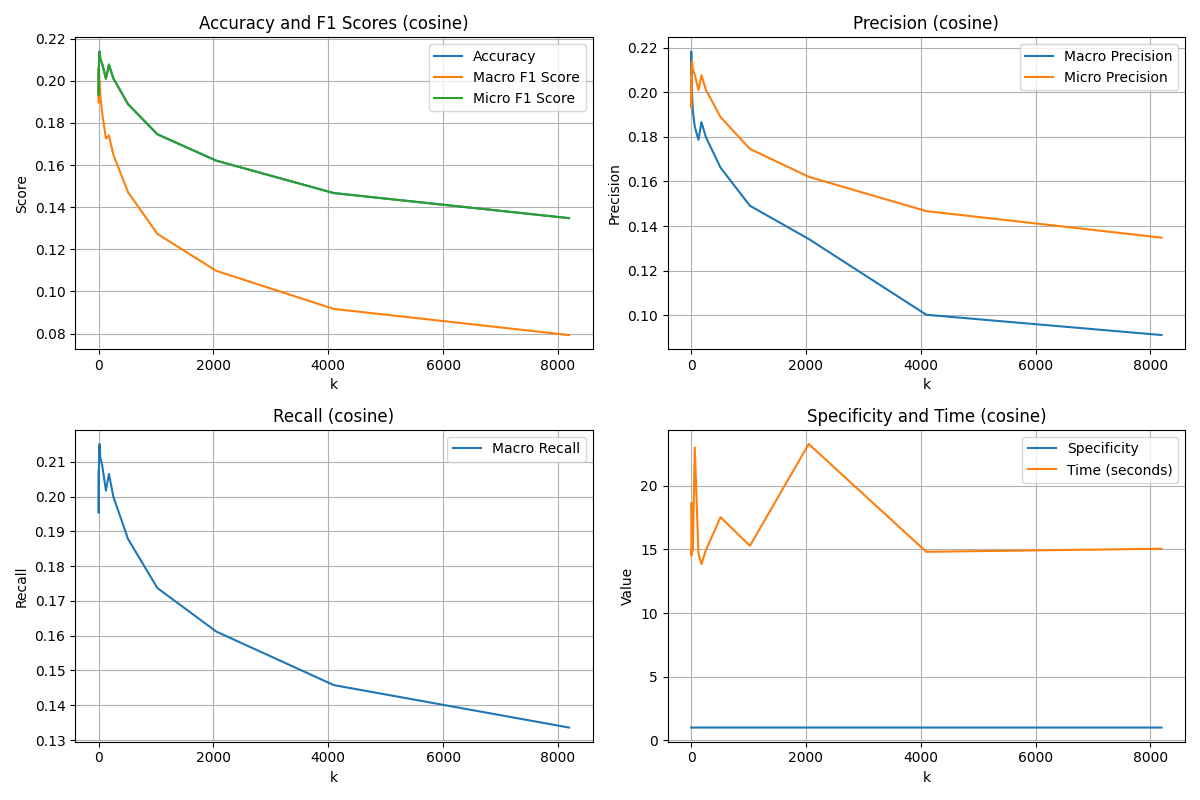 Accuracy and F1 Scores (cosine)
0.22
0.20
0.18
0.16
0.14
0.12
0.10
0.08
Score
Accuracy
Macro F1 Score
Micro F1 Score
0
2000
4000
6000
8000
k
Precision (cosine)
0.22
0.20
0.18
0.16
0.14
0.12
0.10
Precision
Macro Precision
Micro Precision
0
2000
4000
6000
8000
k
Recall (cosine)
0.21
0.20
0.19
0.18
0.17
0.16
0.15
0.14
0.13
Recall
Macro Recall
0
2000
4000
6000
8000
k
Specificity and Time (cosine)
20
15
10
5
0
Value
Specificity
Time (seconds)
0
2000
4000
6000
8000
k